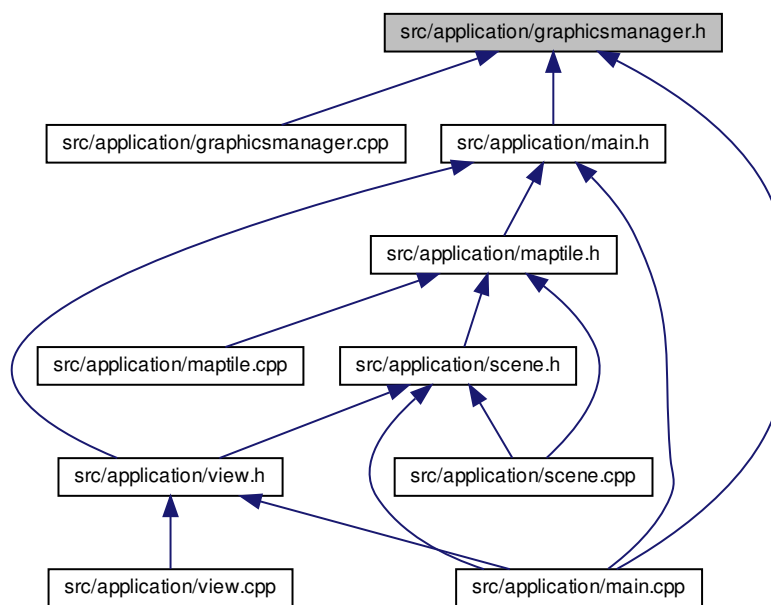 src/application/graphicsmanager.h
src/application/graphicsmanager.cpp
src/application/main.h
src/application/maptile.h
src/application/maptile.cpp
src/application/scene.h
src/application/view.h
src/application/scene.cpp
src/application/view.cpp
src/application/main.cpp